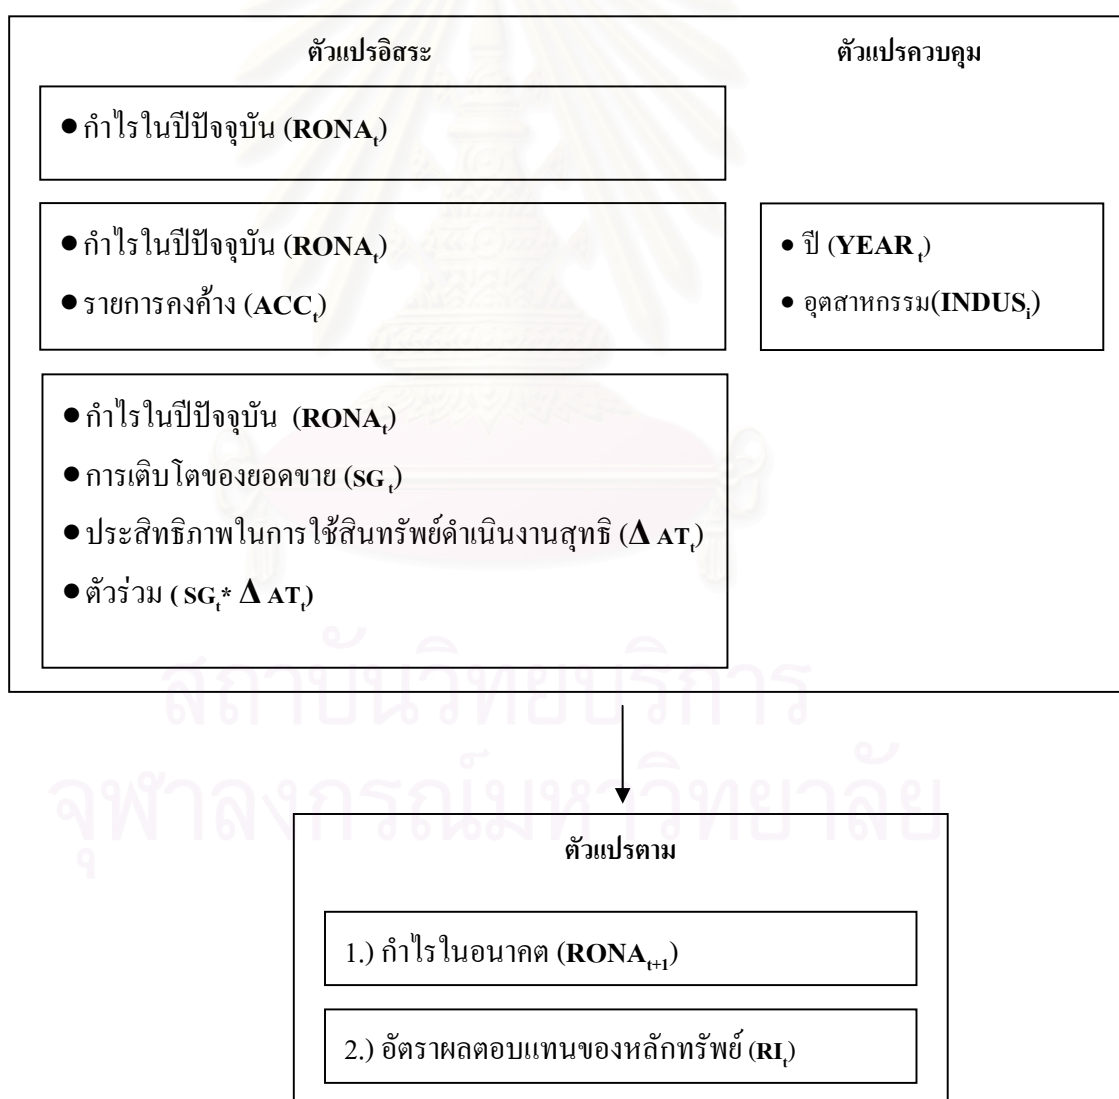 ตัวแปรอิสระ
ตัวแปรควบคุม
● กำไรในปีปัจจุบัน (RONAₜ)
● กำไรในปีปัจจุบัน (RONAₜ)
● รายการคงค้าง (ACCₜ)
● ปี (YEAR ₜ)
● อุตสาหกรรม(INDUSᵢ)
● กำไรในปีปัจจุบัน (RONAₜ)
● การเติบโตของยอดขาย (SG ₜ)
● ประสิทธิภาพในการใช้สินทรัพย์ดำเนินงานสุทธิ (Δ ATₜ)
● ตัวร่วม ( SGₜ* Δ ATₜ)
สถาบันวิทยบริการ
จุฬาลงกรณ์มหาวิทยาลัย
ตัวแปรตาม
1.) กำไรในอนาคต (RONAₜ₊₁)
2.) อัตราผลตอบแทนของหลักทรัพย์ (RIₜ)